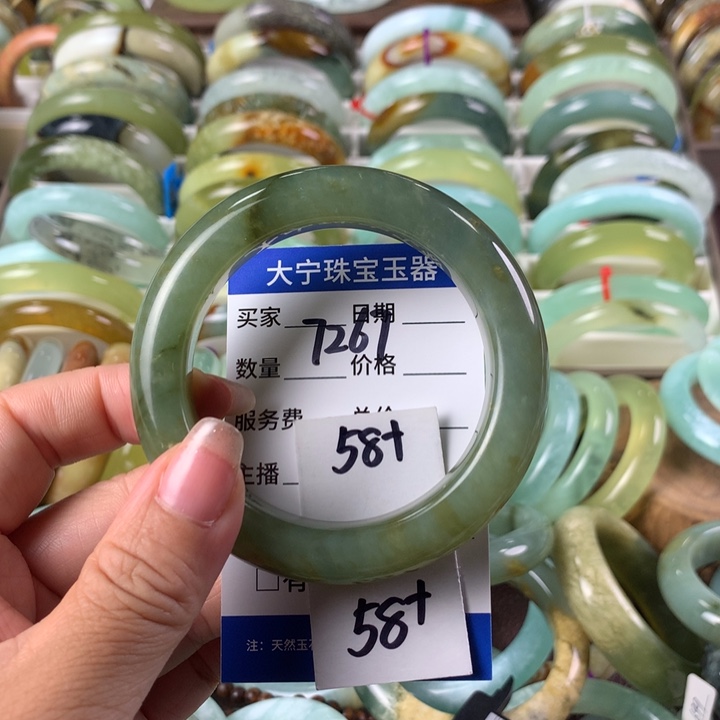 大宁珠宝玉器
买家 日期
7261
数量 价格
服务费
58+
主播
58+
注：天然玉